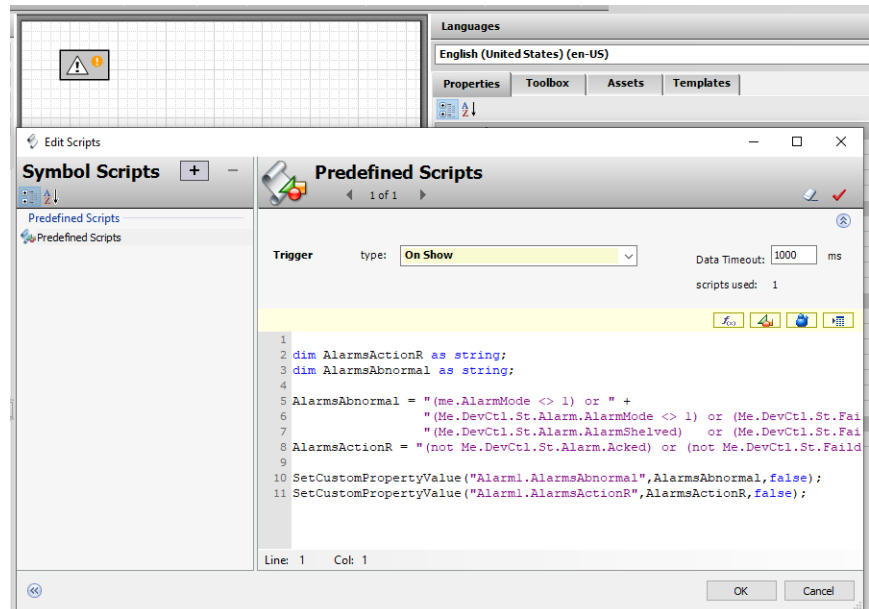 Languages
English (United States) (en-US)
Properties Toolbox Assets Templates
Edit Scripts
Symbol Scripts + −
Predefined Scripts
Predefined Scripts
Predefined Scripts
1 of 1
Trigger type: On Show
Data Timeout: 1000 ms
scripts used: 1
1
2 dim AlarmsActionR as string;
3 dim AlarmsAbnormal as string;
4
5 AlarmsAbnormal = "(me.AlarmMode <> 1) or " +
6 "(Me.DevCtl.St.Alarm.AlarmMode <> 1) or (Me.DevCtl.St.Fai
7 "(Me.DevCtl.St.Alarm.AlarmShelved) or (Me.DevCtl.St.Fai
8 AlarmsActionR = "(not Me.DevCtl.St.Alarm.Acked) or (not Me.DevCtl.St.Faild
9
10 SetCustomPropertyValue("Alarm1.AlarmsAbnormal",AlarmsAbnormal,false);
11 SetCustomPropertyValue("Alarm1.AlarmsActionR",AlarmsActionR,false);
Line: 1 Col: 1
OK Cancel